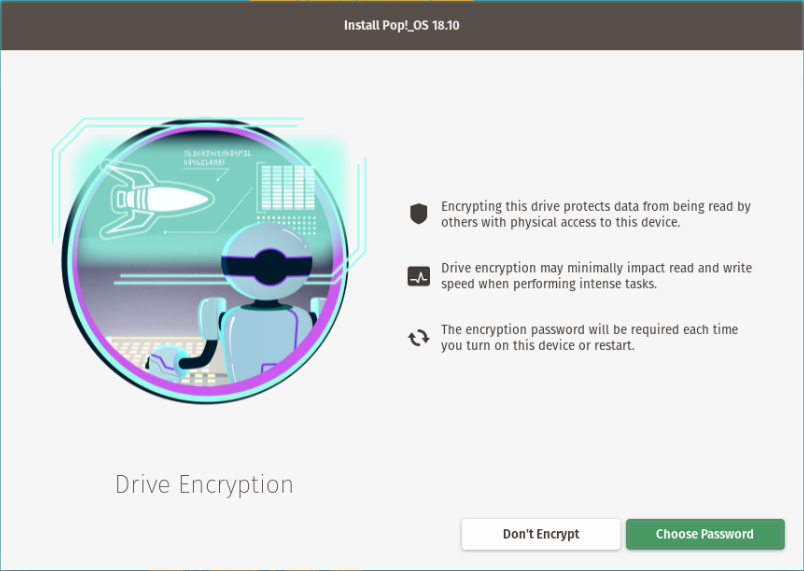 Install Pop!_OS 18.10
Encrypting this drive protects data from being read by
others with physical access to this device.
Drive encryption may minimally impact read and write
speed when performing intense tasks.
The encryption password will be required each time
you turn on this device or restart.
Drive Encryption
Don't Encrypt
Choose Password